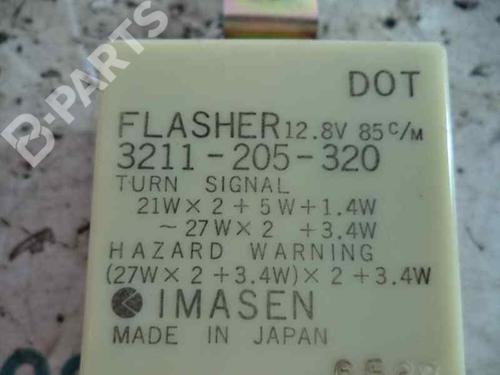 DOT
FLASHER 12.8V 85C/M
3211-205-320
TURN SIGNAL
21W×2+5W+1.4W
~27W×2 +3.4W
HAZARD WARNING
(27W×2+3.4W)×2+3.4W
IMASEN
MADE IN JAPAN
B-PARTS